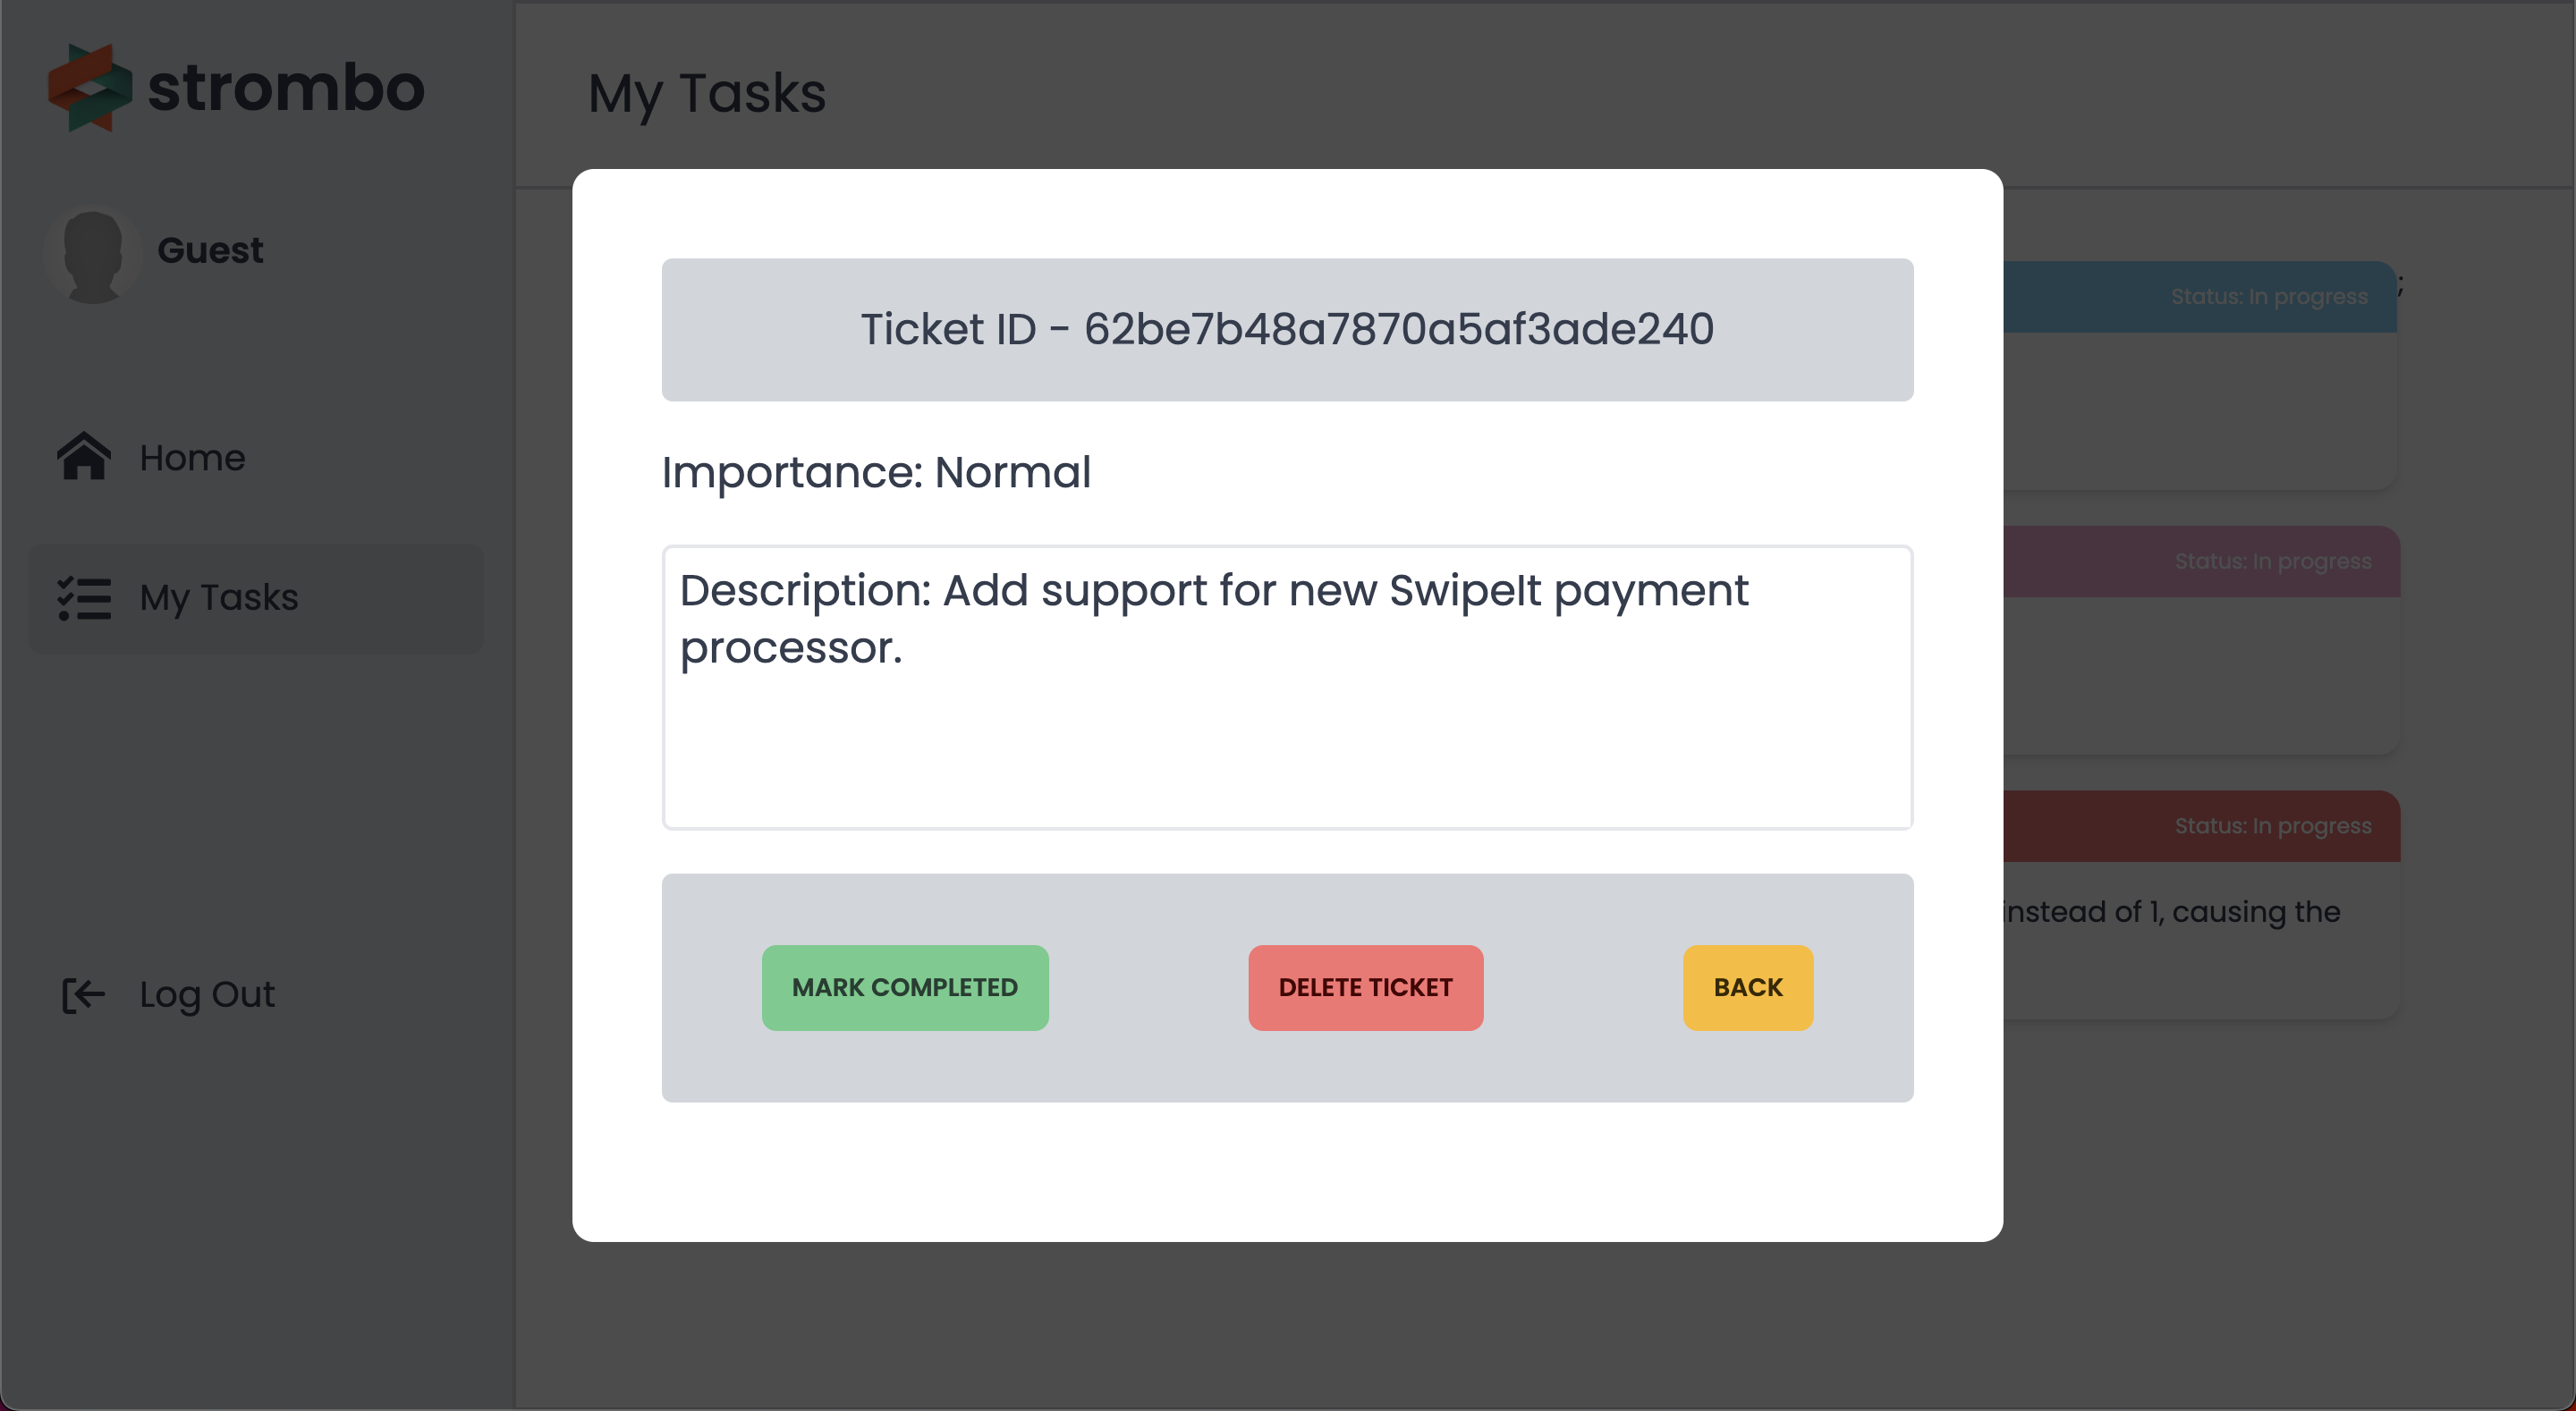 strombo
Guest
Home
My Tasks
Log Out
My Tasks
Status: In progress
;
Status: In progress
Status: In progress
instead of 1, causing the
Ticket ID - 62be7b48a7870a5af3ade240
Importance: Normal
Description: Add support for new SwipeIt payment
processor.
MARK COMPLETED
DELETE TICKET
BACK